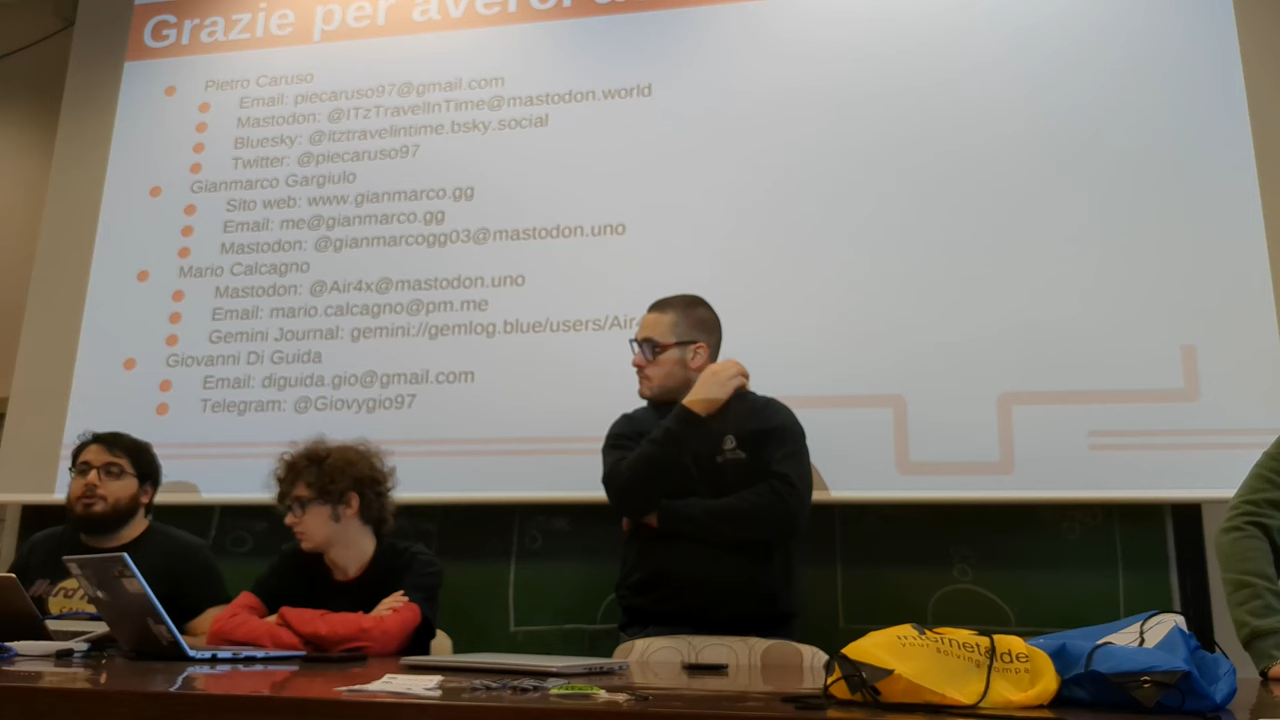 Grazie per averci
Pietro Caruso
Email: piecaruso97@gmail.com
Mastodon: @ITzTravelInTime@mastodon.world
Bluesky: @itztravelintime.bsky.social
Twitter: @piecaruso97
Gianmarco Gargiulo
Sito web: www.gianmarco.gg
Email: me@gianmarco.gg
Mastodon: @gianmarcogg03@mastodon.uno
Mario Calcagno
Mastodon: @Air4x@mastodon.uno
Email: mario.calcagno@pm.me
Gemini Journal: gemini://gemlog.blue/users/Air
Giovanni Di Guida
Email: diguida.gio@gmail.com
Telegram: @Giovygio97
your solving compa